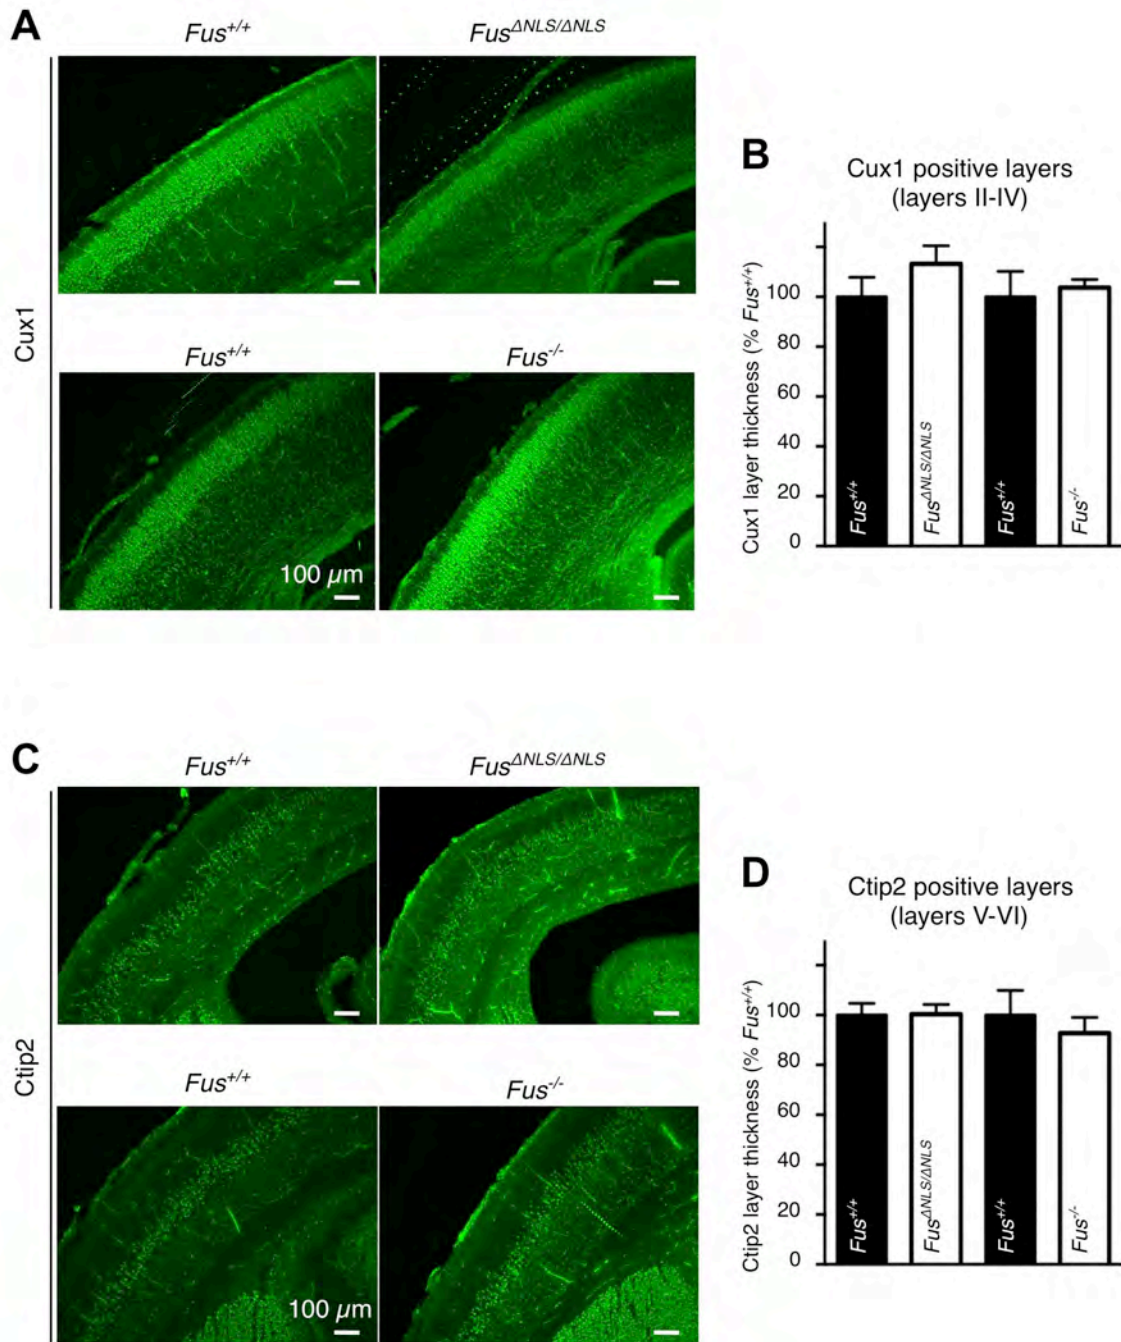 A
Fus+/+
FusΔNLS/ΔNLS
Cux1
Fus+/+
Fus-/-
100 µm
B
Cux1 positive layers
(layers II-IV)
Cux1 layer thickness (% Fus+/+)
100
80
60
40
20
0
Fus+/+
FusΔNLS/ΔNLS
Fus+/+
Fus-/-
C
Fus+/+
FusΔNLS/ΔNLS
Ctip2
Fus+/+
Fus-/-
100 µm
D
Ctip2 positive layers
(layers V-VI)
Ctip2 layer thickness (% Fus+/+)
100
80
60
40
20
0
Fus+/+
FusΔNLS/ΔNLS
Fus+/+
Fus-/-